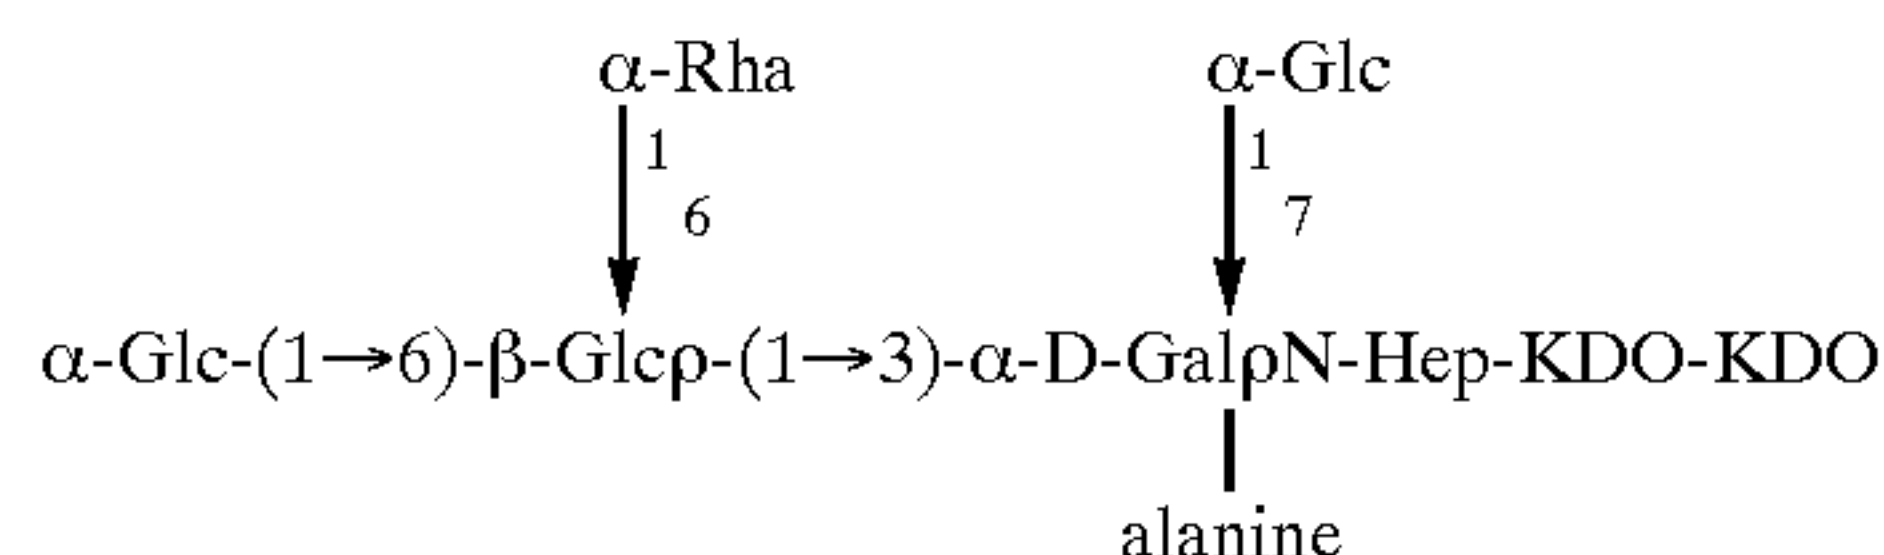 α-Rha α-Glc
1 1
6 7
α-Glc-(1→6)-β-Glcρ-(1→3)-α-D-GalρN-Hep-KDO-KDO
alanine